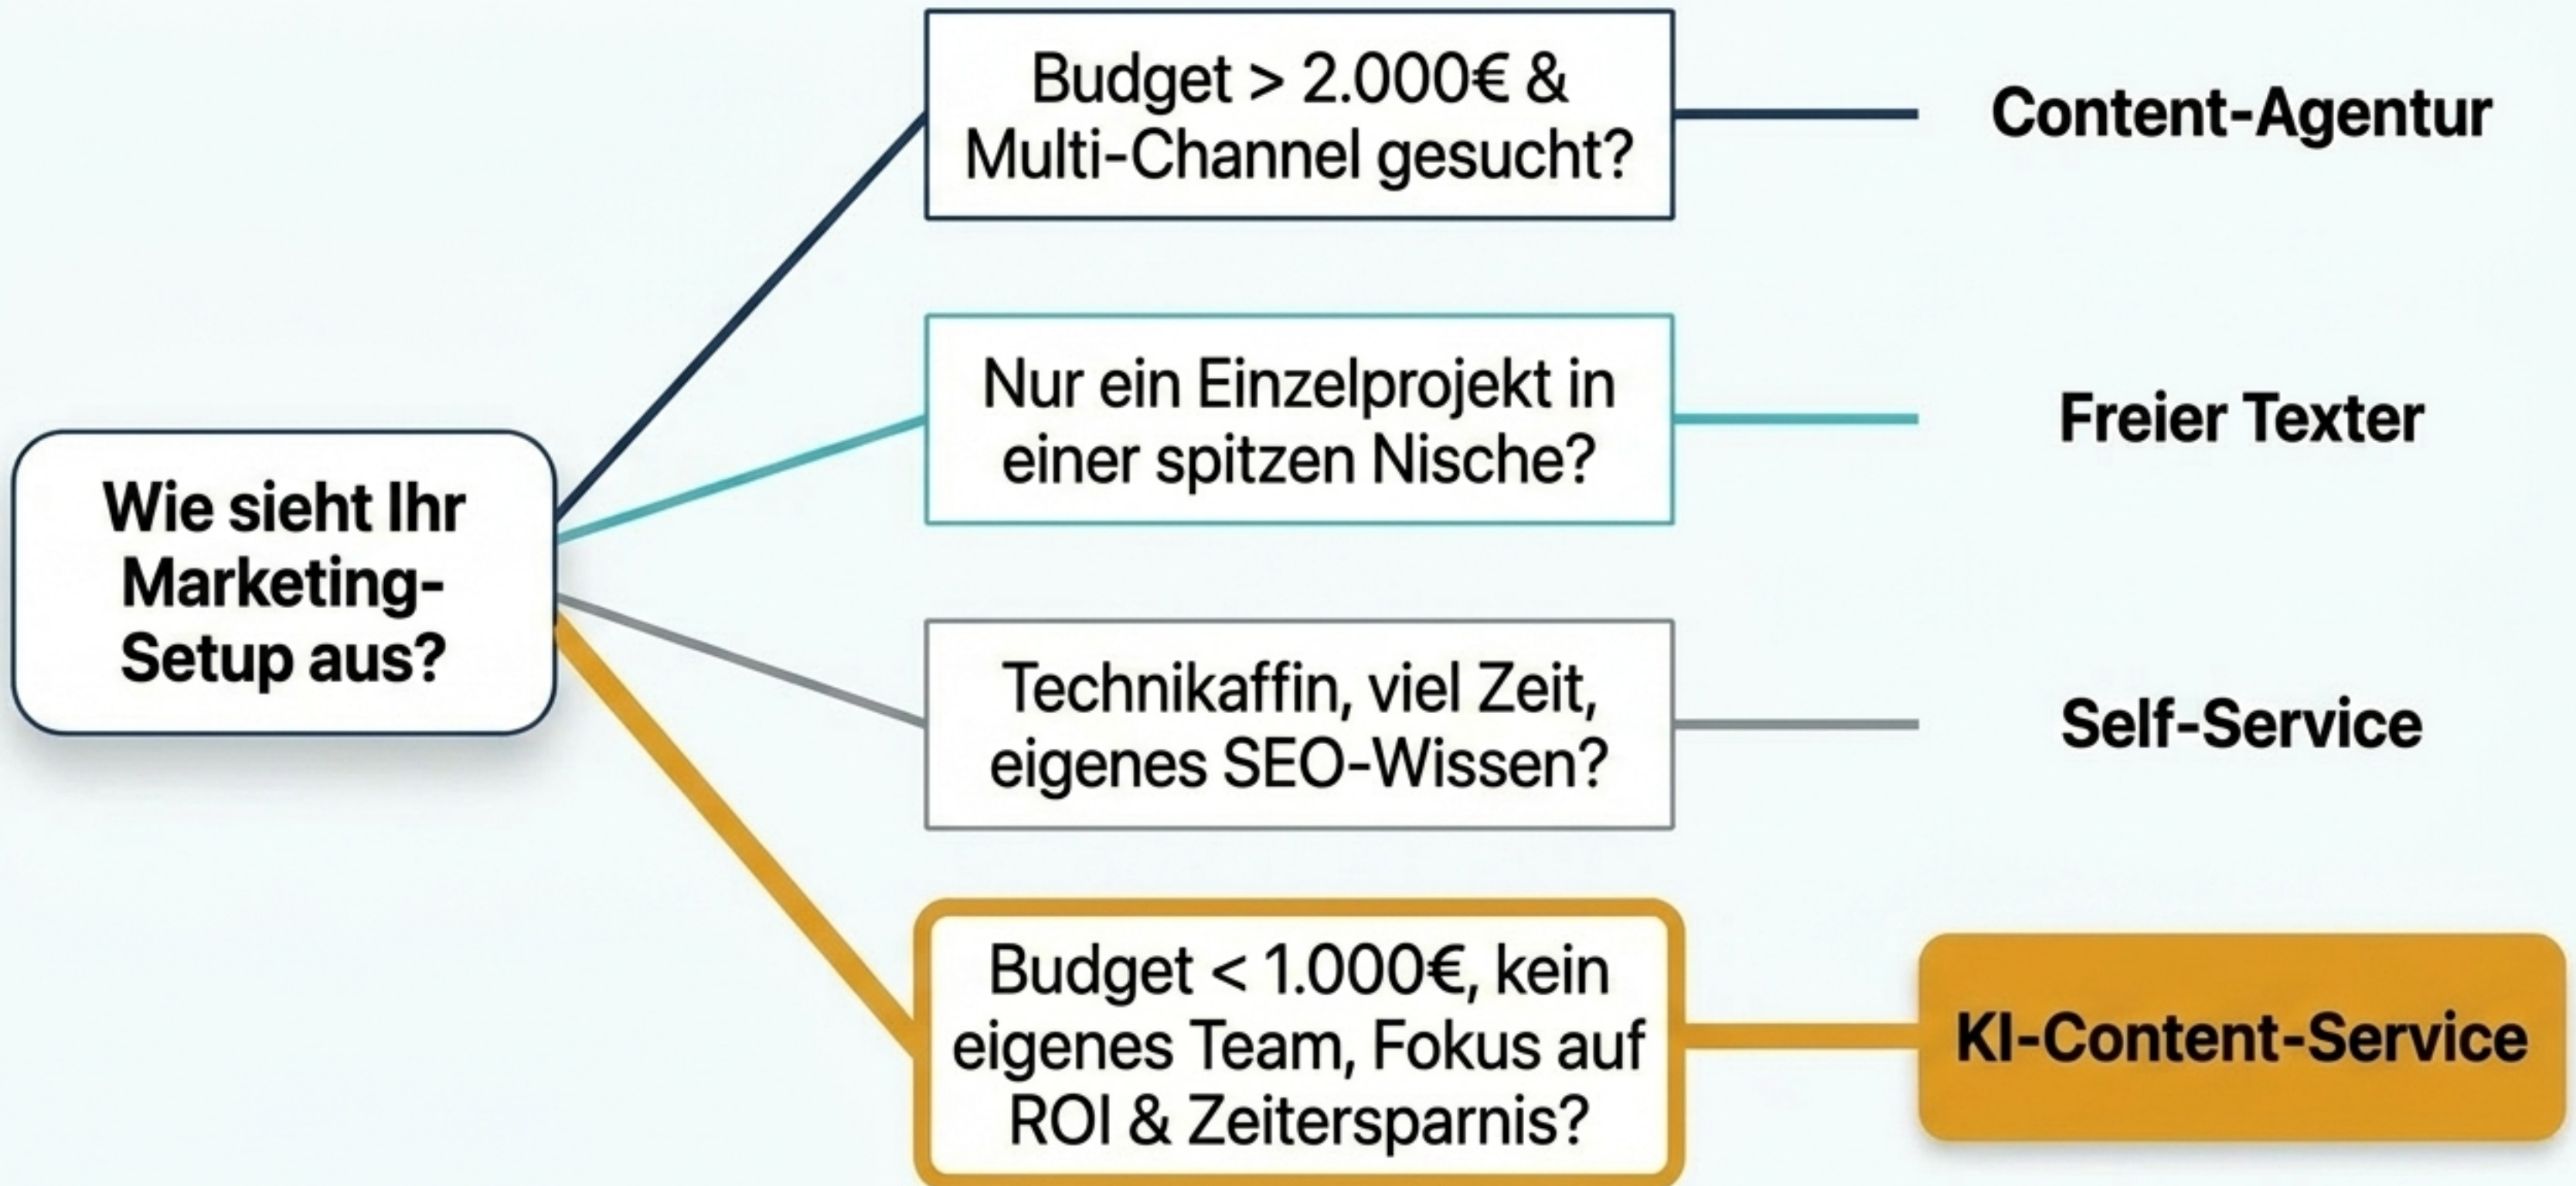 Wie sieht Ihr
Marketing-
Setup aus?
Budget > 2.000€ &
Multi-Channel gesucht?
Content-Agentur
Nur ein Einzelprojekt in
einer spitzen Nische?
Freier Texter
Technikaffin, viel Zeit,
eigenes SEO-Wissen?
Self-Service
Budget < 1.000€, kein
eigenes Team, Fokus auf
ROI & Zeitersparnis?
KI-Content-Service